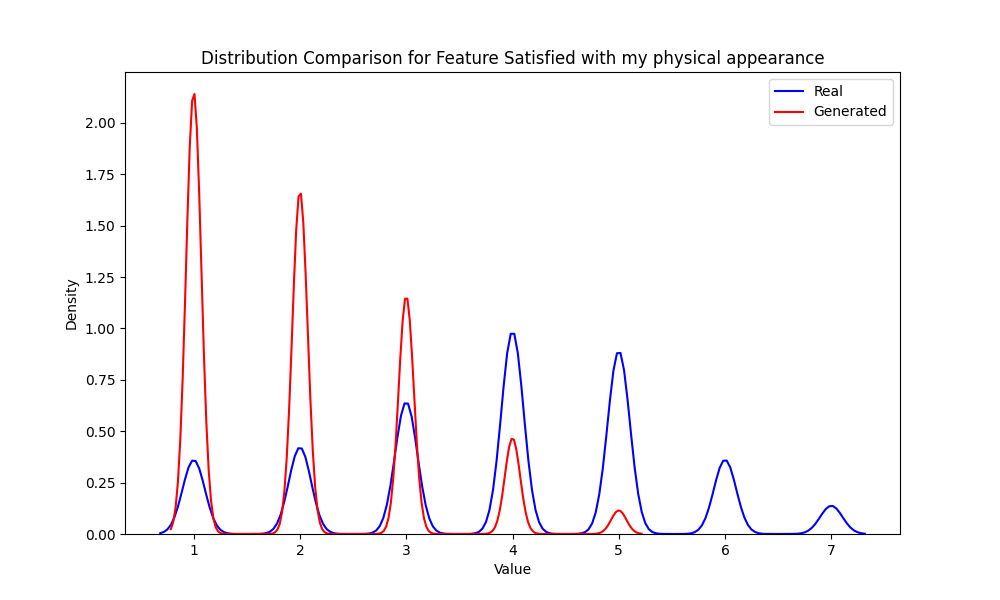 Distribution Comparison for Feature Satisfied with my physical appearance
Real
Generated
2.00
1.75
1.50
1.25
1.00
0.75
0.50
0.25
0.00
Density
1 2 3 4 5 6 7
Value